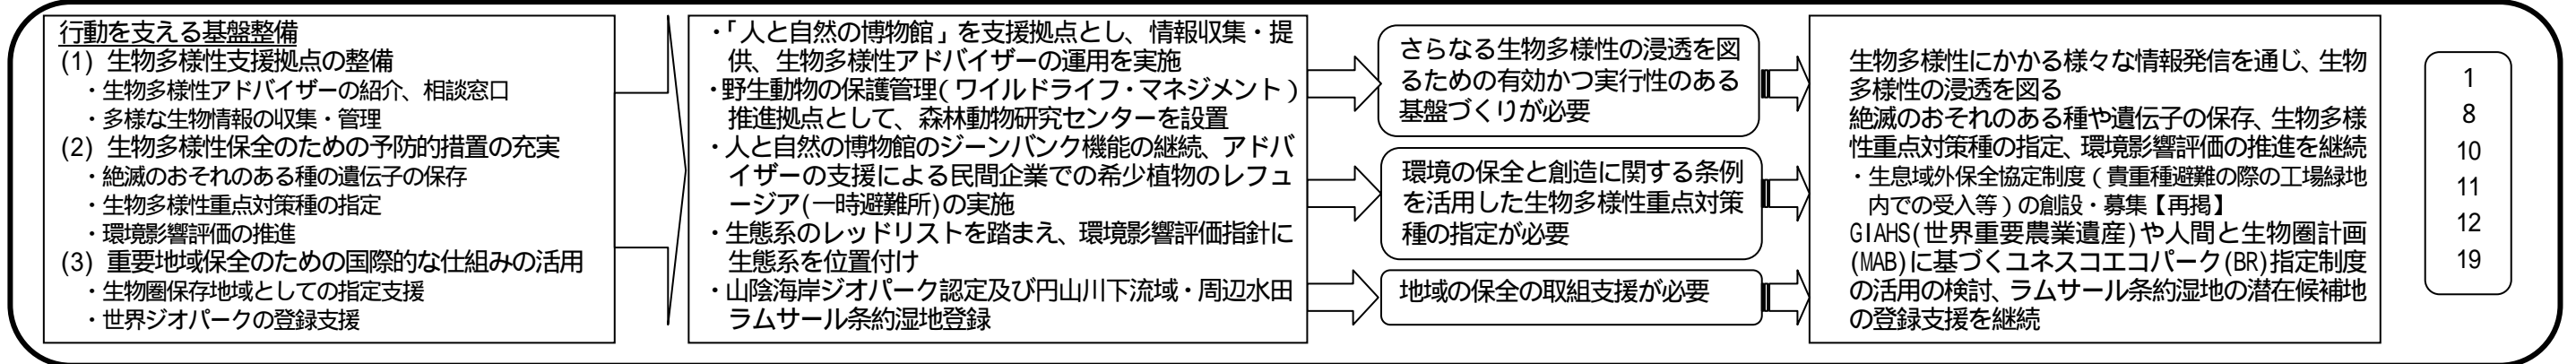 行動を支える基盤整備
(1) 生物多様性支援拠点の整備
・生物多様性アドバイザーの紹介、相談窓口
・多様な生物情報の収集・管理
(2) 生物多様性保全のための予防的措置の充実
・絶滅のおそれのある種の遺伝子の保存
・生物多様性重点対策種の指定
・環境影響評価の推進
(3) 重要地域保全のための国際的な仕組みの活用
・生物圏保存地域としての指定支援
・世界ジオパークの登録支援
・「人と自然の博物館」を支援拠点とし、情報収集・提
供、生物多様性アドバイザーの運用を実施
・野生動物の保護管理(ワイルドライフ・マネジメント)
推進拠点として、森林動物研究センターを設置
・人と自然の博物館のジーンバンク機能の継続、アドバ
イザーの支援による民間企業での希少植物のレフュ
ージア(一時避難所)の実施
・生態系のレッドリストを踏まえ、環境影響評価指針に
生態系を位置付け
・山陰海岸ジオパーク認定及び円山川下流域・周辺水田
ラムサール条約湿地登録
さらなる生物多様性の浸透を図
るための有効かつ実行性のある
基盤づくりが必要
環境の保全と創造に関する条例
を活用した生物多様性重点対策
種の指定が必要
地域の保全の取組支援が必要
生物多様性にかかる様々な情報発信を通じ、生物
多様性の浸透を図る
絶滅のおそれのある種や遺伝子の保存、生物多様
性重点対策種の指定、環境影響評価の推進を継続
・生息域外保全協定制度(貴重種避難の際の工場緑地
内での受入等)の創設・募集【再掲】
GIAHS(世界重要農業遺産)や人間と生物圏計画
(MAB)に基づくユネスコエコパーク(BR)指定制度
の活用の検討、ラムサール条約湿地の潜在候補地
の登録支援を継続
1
8
10
11
12
19